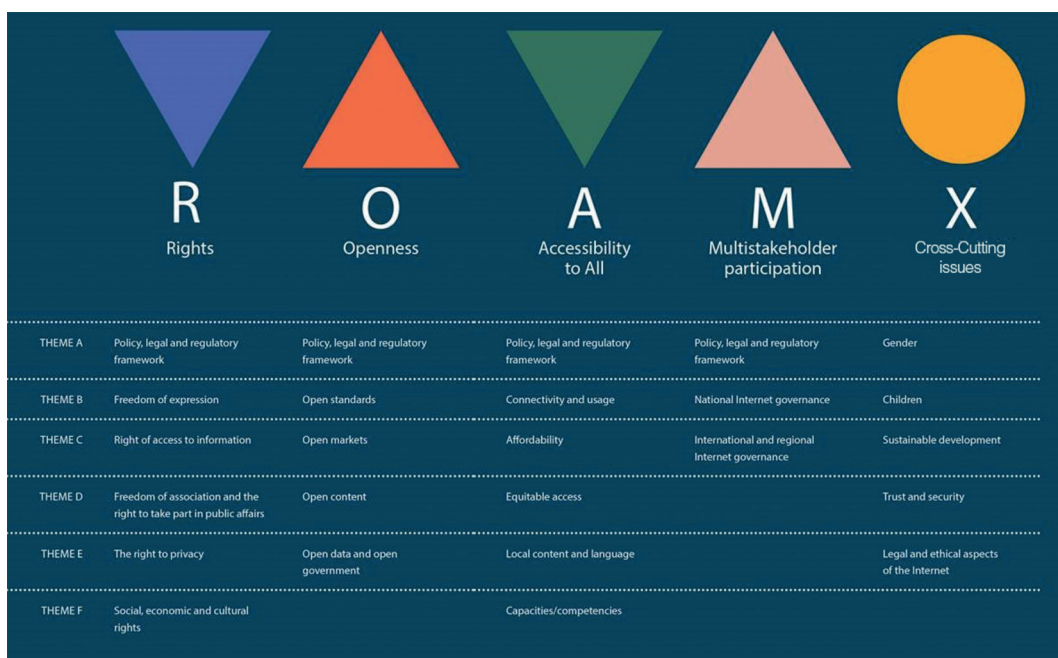 R
O
A
M
X
Rights
Openness
Accessibility
to All
Multistakeholder
participation
Cross-Cutting
issues
THEME A
Policy, legal and regulatory
framework
Policy, legal and regulatory
framework
Policy, legal and regulatory
framework
Policy, legal and regulatory
framework
Gender
THEME B
Freedom of expression
Open standards
Connectivity and usage
National Internet governance
Children
THEME C
Right of access to information
Open markets
Affordability
International and regional
Internet governance
Sustainable development
THEME D
Freedom of association and the
right to take part in public affairs
Open content
Equitable access
Trust and security
THEME E
The right to privacy
Open data and open
government
Local content and language
Legal and ethical aspects
of the Internet
THEME F
Social, economic and cultural
rights
Capacities/competencies